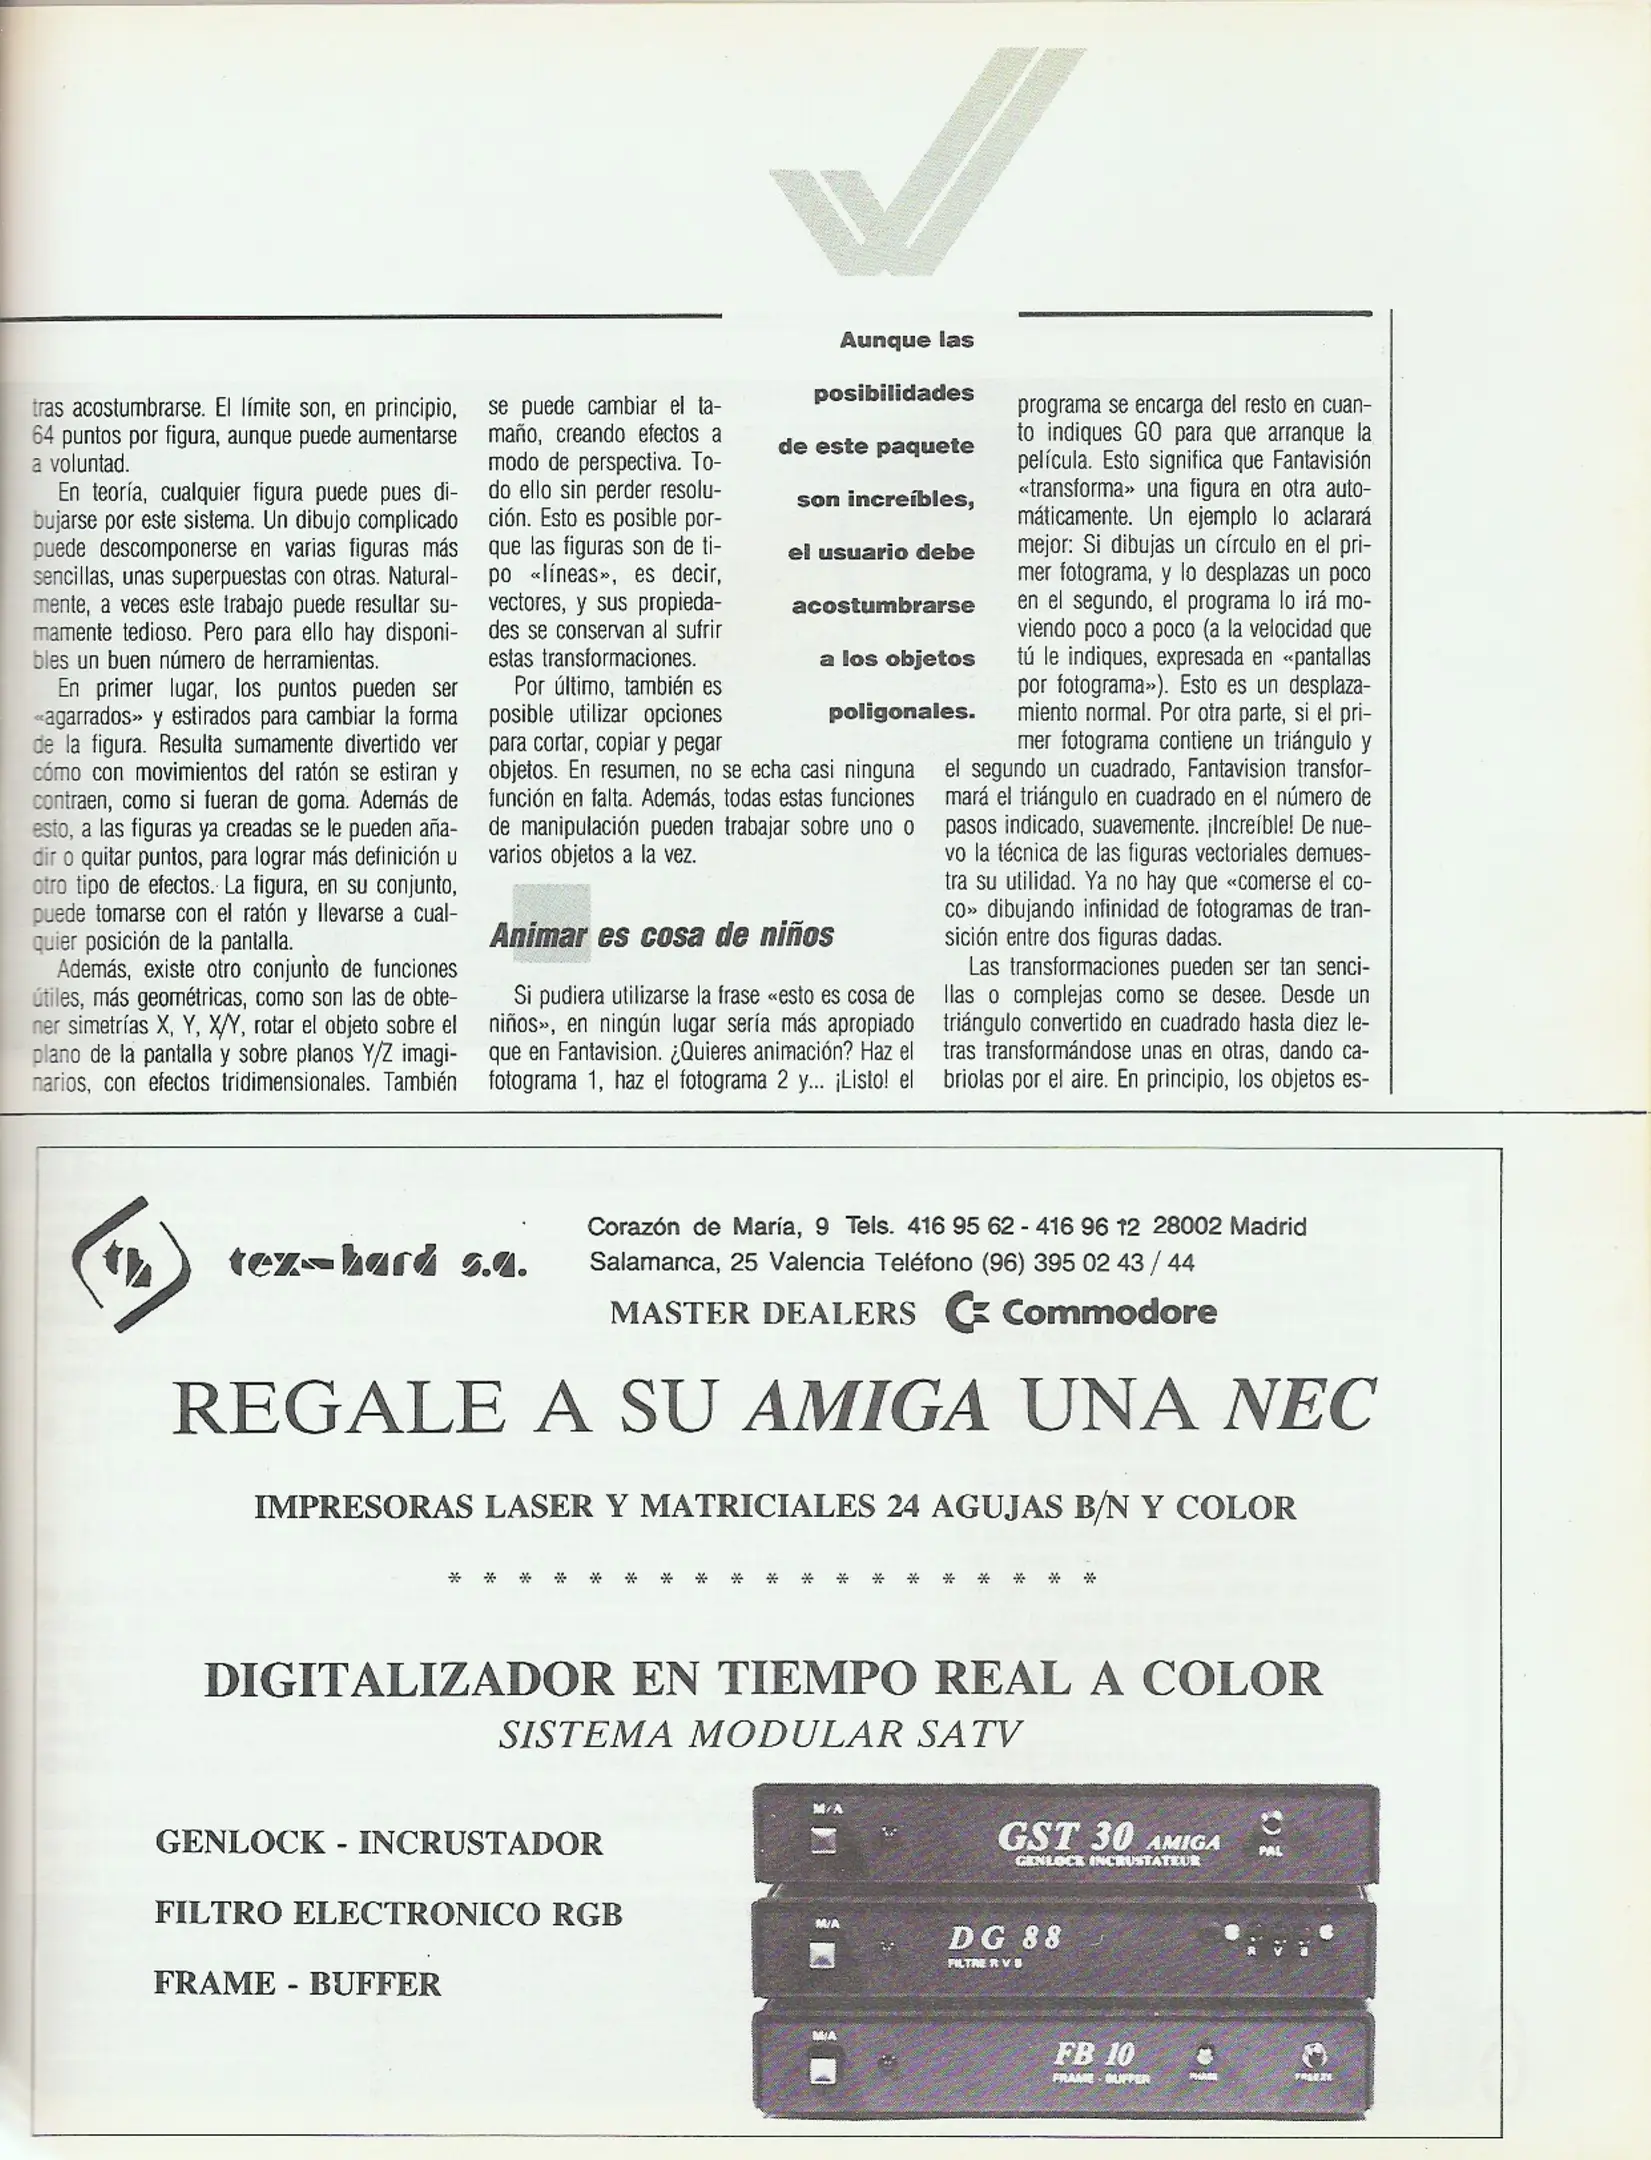 tras acostumbrarse. El límite son, en principio,
64 puntos por figura, aunque puede aumentarse
a voluntad.
En teoría, cualquier figura puede pues di-
bujarse por este sistema. Un dibujo complicado
puede descomponerse en varias figuras más
sencillas, unas superpuestas con otras. Natural-
mente, a veces este trabajo puede resultar su-
mamente tedioso. Pero para ello hay disponi-
bles un buen número de herramientas.
En primer lugar, los puntos pueden ser
«agarrados» y estirados para cambiar la forma
de la figura. Resulta sumamente divertido ver
cómo con movimientos del ratón se estiran y
contraen, como si fueran de goma. Además de
esto, a las figuras ya creadas se le pueden aña-
dir o quitar puntos, para lograr más definición u
otro tipo de efectos. La figura, en su conjunto,
puede tomarse con el ratón y llevarse a cual-
quier posición de la pantalla.
Además, existe otro conjunto de funciones
útiles, más geométricas, como son las de obte-
ner simetrías X, Y, X/Y, rotar el objeto sobre el
plano de la pantalla y sobre planos Y/Z imagi-
narios, con efectos tridimensionales. También
se puede cambiar el ta-
maño, creando efectos a
modo de perspectiva. To-
do ello sin perder resolu-
ción. Esto es posible por-
que las figuras son de ti-
po «líneas», es decir,
vectores, y sus propieda-
des se conservan al sufrir
estas transformaciones.
Por último, también es
posible utilizar opciones
para cortar, copiar y pegar
objetos. En resumen, no se echa casi ninguna
función en falta. Además, todas estas funciones
de manipulación pueden trabajar sobre uno o
varios objetos a la vez.
Animar es cosa de niños
Si pudiera utilizarse la frase «esto es cosa de
niños», en ningún lugar sería más apropiado
que en Fantavision. ¿Quieres animación? Haz el
fotograma 1, haz el fotograma 2 y... ¡Listo! el
Aunque las
posibilidades
de este paquete
son increíbles,
el usuario debe
acostumbrarse
a los objetos
poligonales.
programa se encarga del resto en cuan-
to indiques GO para que arranque la
película. Esto significa que Fantavisión
«transforma» una figura en otra auto-
máticamente. Un ejemplo lo aclarará
mejor: Si dibujas un círculo en el pri-
mer fotograma, y lo desplazas un poco
en el segundo, el programa lo irá mo-
viendo poco a poco (a la velocidad que
tú le indiques, expresada en «pantallas
por fotograma»). Esto es un desplaza-
miento normal. Por otra parte, si el pri-
mer fotograma contiene un triángulo y
el segundo un cuadrado, Fantavision transfor-
mará el triángulo en cuadrado en el número de
pasos indicado, suavemente. ¡Increíble! De nue-
vo la técnica de las figuras vectoriales demues-
tra su utilidad. Ya no hay que «comerse el co-
co» dibujando infinidad de fotogramas de tran-
sición entre dos figuras dadas.
Las transformaciones pueden ser tan senci-
llas o complejas como se desee. Desde un
triángulo convertido en cuadrado hasta diez le-
tras transformándose unas en otras, dando ca-
briolas por el aire. En principio, los objetos es-
th tex-hard s.a.
Corazón de María, 9 Tels. 416 95 62 - 416 96 12 28002 Madrid
Salamanca, 25 Valencia Teléfono (96) 395 02 43 / 44
MASTER DEALERS Commodore
REGALE A SU AMIGA UNA NEC
IMPRESORAS LASER Y MATRICIALES 24 AGUJAS B/N Y COLOR
* * * * * * * * * * * * * * * * * * *
DIGITALIZADOR EN TIEMPO REAL A COLOR
SISTEMA MODULAR SATV
GENLOCK - INCRUSTADOR
FILTRO ELECTRONICO RGB
FRAME - BUFFER
M/A
GST 30 AMIGA
GENLOCK INCRUSTATEUR
PAL
M/A
DG 88
FILTRE R V B
R V B
M/A
FB 10
FRAME - BUFFER
PHASE
FREEZE